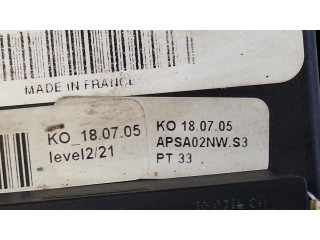 MADE IN FRANCE
KO_18.07.05
level2/21
KO 18.07.05
APSA02NW.S3
PT 33